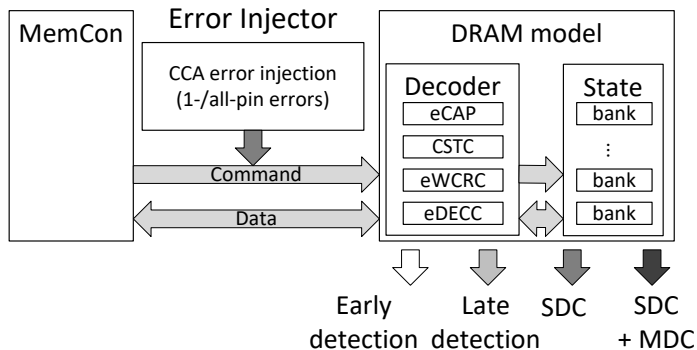 MemCon
Error Injector
CCA error injection
(1-/all-pin errors)
Command
Data
DRAM model
Decoder
eCAP
CSTC
eWCRC
eDECC
State
bank
...
bank
bank
Early
detection
Late
detection
SDC
SDC
+ MDC